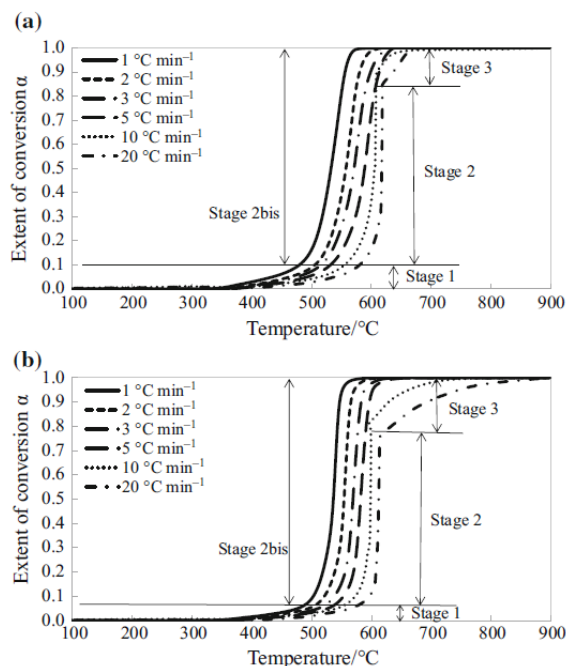 (a)
1.0
0.9
0.8
0.7
0.6
0.5
0.4
0.3
0.2
0.1
0.0
Extent of conversion α
1 °C min⁻¹
2 °C min⁻¹
3 °C min⁻¹
5 °C min⁻¹
10 °C min⁻¹
20 °C min⁻¹
Stage 3
Stage 2
Stage 2bis
Stage 1
100 200 300 400 500 600 700 800 900
Temperature/°C
(b)
1.0
0.9
0.8
0.7
0.6
0.5
0.4
0.3
0.2
0.1
0.0
Extent of conversion α
1 °C min⁻¹
2 °C min⁻¹
3 °C min⁻¹
5 °C min⁻¹
10 °C min⁻¹
20 °C min⁻¹
Stage 3
Stage 2
Stage 2bis
Stage 1
100 200 300 400 500 600 700 800 900
Temperature/°C